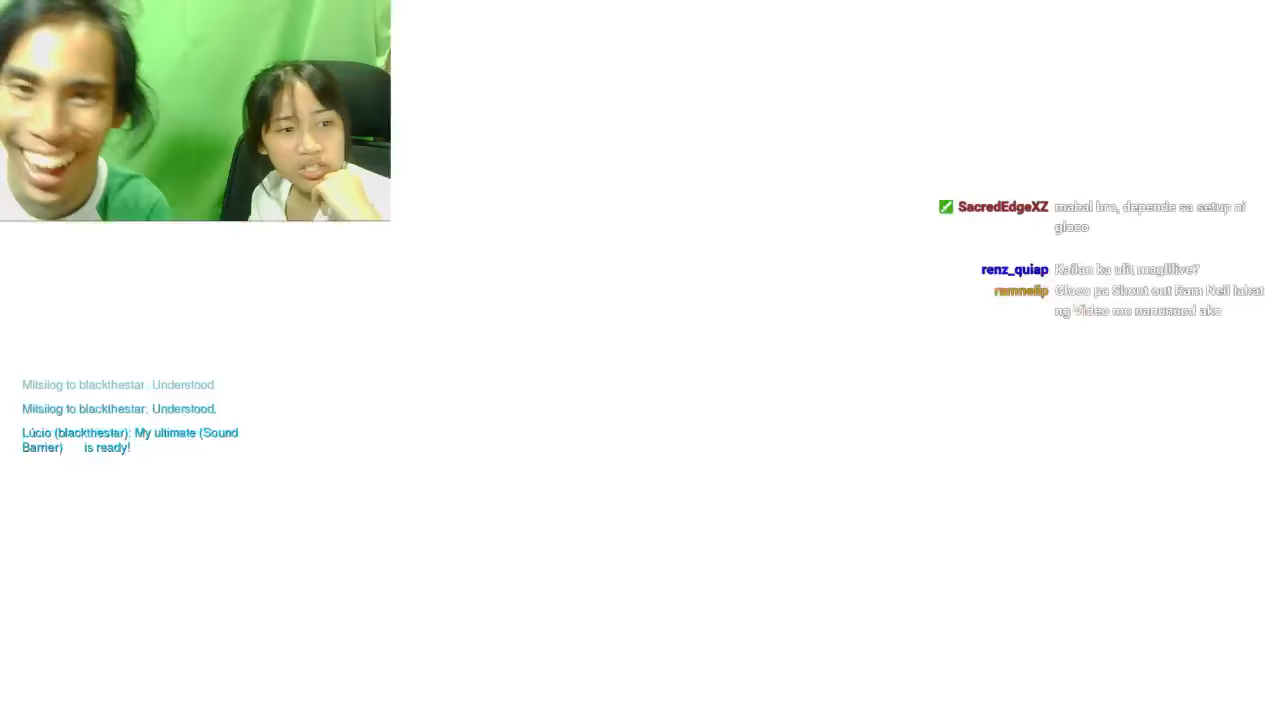 SacredEdgeXZ mahal bro, depende sa setup ni
gloco
renz_quiap Kailan ka ulit maglilive?
ramneilp Gloco pa Shout out Ram Neil lahat
ng Video mo nanunuod ako
Mitsilog to blackthestar: Understood
Mitsilog to blackthestar: Understood.
Lúcio (blackthestar): My ultimate (Sound
Barrier) is ready!